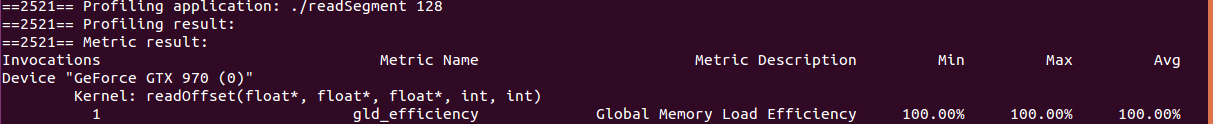 ==2521== Profiling application: ./readSegment 128
==2521== Profiling result:
==2521== Metric result:
Invocations Metric Name Metric Description Min Max Avg
Device "GeForce GTX 970 (0)"
Kernel: readOffset(float*, float*, float*, int, int)
1 gld_efficiency Global Memory Load Efficiency 100.00% 100.00% 100.00%